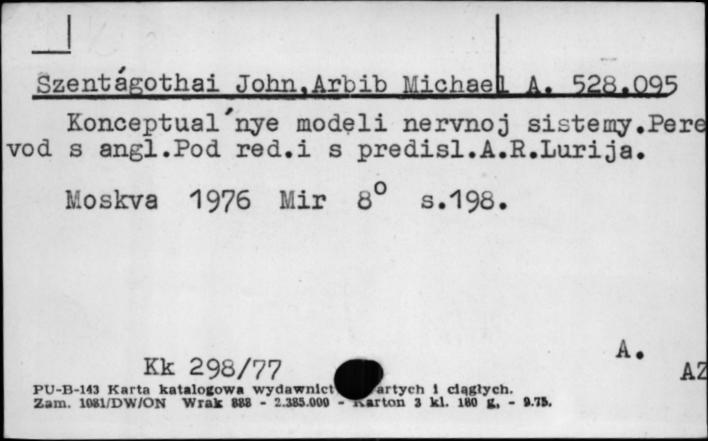 Szentágothai John,Arbib Michael A. 528.095
Konceptual'nye modeli nervnoj sistemy.Pere
vod s angl.Pod red.i s predisl.A.R.Lurija.
Moskva 1976 Mir 8° s.198.
A.
Kk 298/77
AZ
PU-B-143 Karta katalogowa wydawnict artych i ciągłych.
Zam. 1081/DW/ON Wrak 888 - 2.385.000 - Karton 3 kl. 180 g. - 9.75.